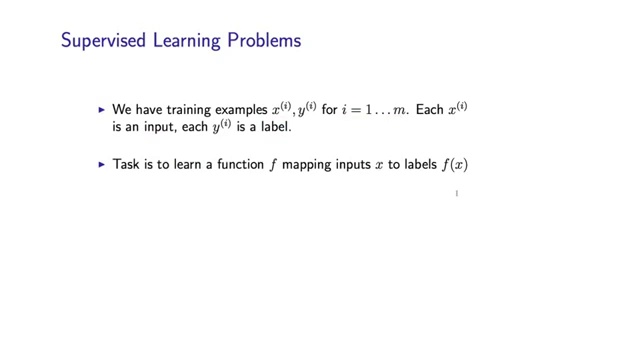 Supervised Learning Problems
▶ We have training examples x^(i), y^(i) for i = 1 . . . m. Each x^(i)
is an input, each y^(i) is a label.
▶ Task is to learn a function f mapping inputs x to labels f(x)